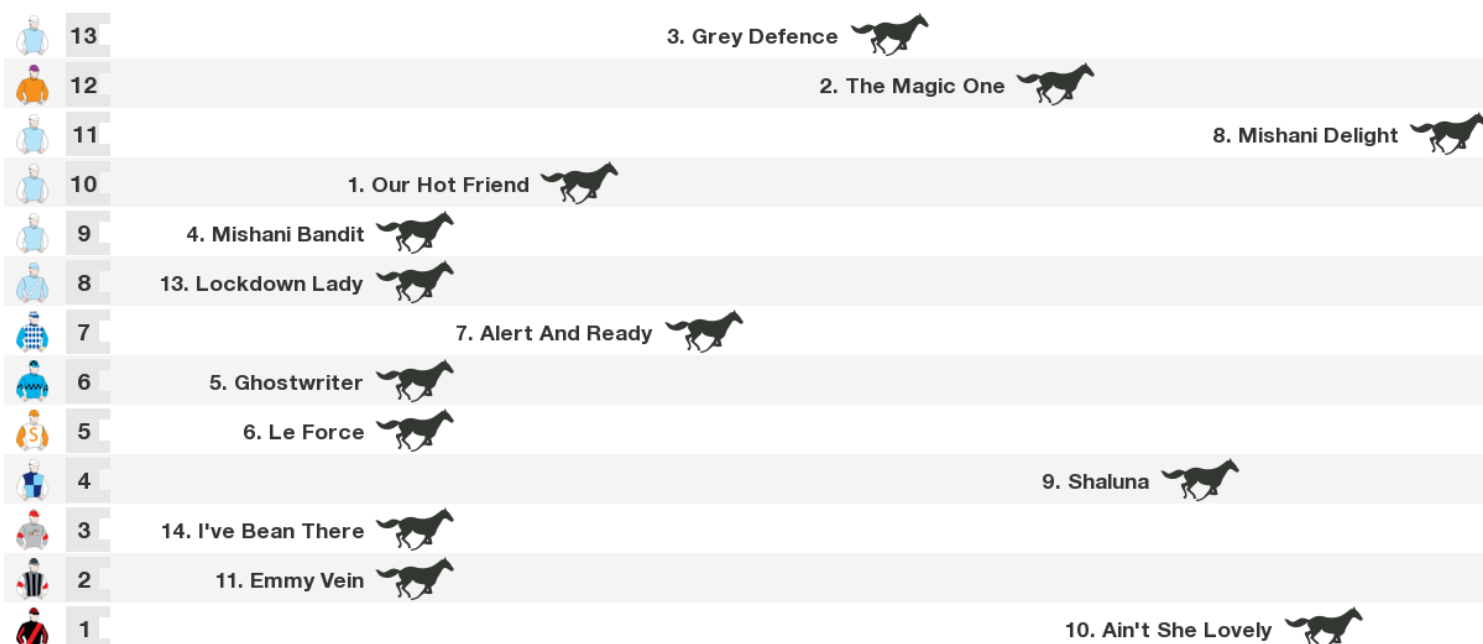 13 3. Grey Defence
12 2. The Magic One
11 8. Mishani Delight
10 1. Our Hot Friend
9 4. Mishani Bandit
8 13. Lockdown Lady
7 7. Alert And Ready
6 5. Ghostwriter
5 S 6. Le Force
4 9. Shaluna
3 14. I've Bean There
2 11. Emmy Vein
1 10. Ain't She Lovely